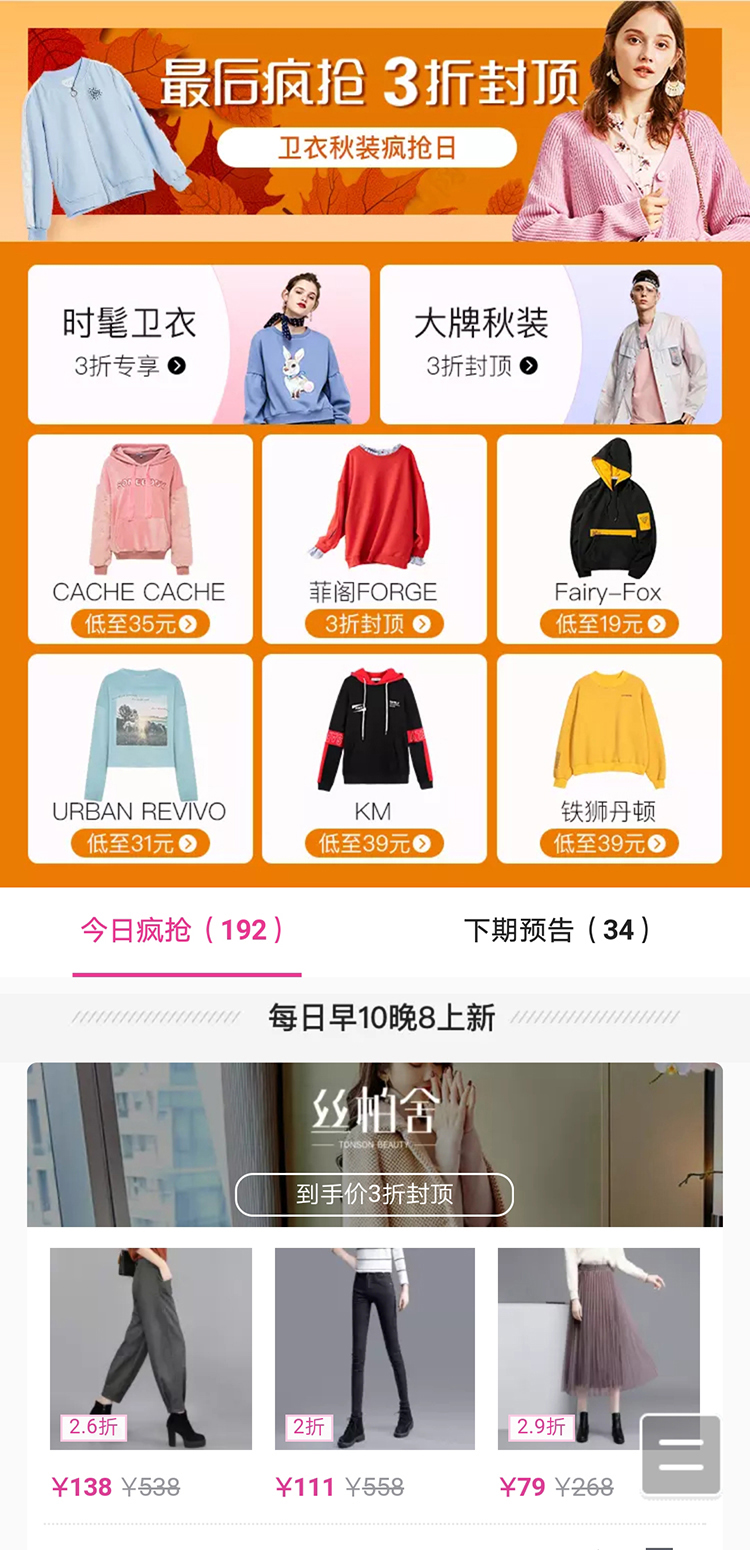 最后疯抢 3折封顶
卫衣秋装疯抢日
时髦卫衣
3折专享
大牌秋装
3折封顶
CACHE CACHE
低至35元
菲阁FORGE
3折封顶
Fairy-Fox
低至19元
URBAN REVIVO
低至31元
KM
低至39元
铁狮丹顿
低至39元
今日疯抢（192）
下期预告（34）
每日早10晚8上新
丝柏舍
TONSON BEAUTY
到手价3折封顶
2.6折
2折
2.9折
¥138 ¥538
¥111 ¥558
¥79 ¥268